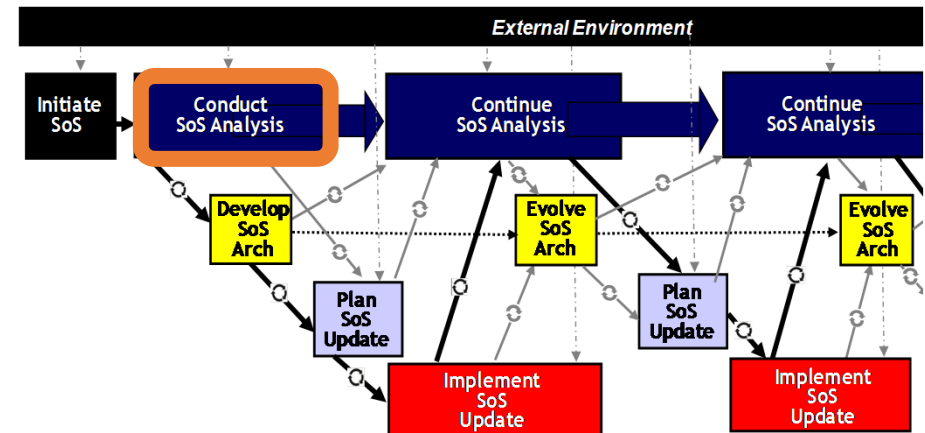 External Environment
Initiate
SoS
Conduct
SoS Analysis
Continue
SoS Analysis
Continue
SoS Analysis
Develop
SoS
Arch
Evolve
SoS
Arch
Evolve
SoS
Arch
Plan
SoS
Update
Plan
SoS
Update
Implement
SoS
Update
Implement
SoS
Update